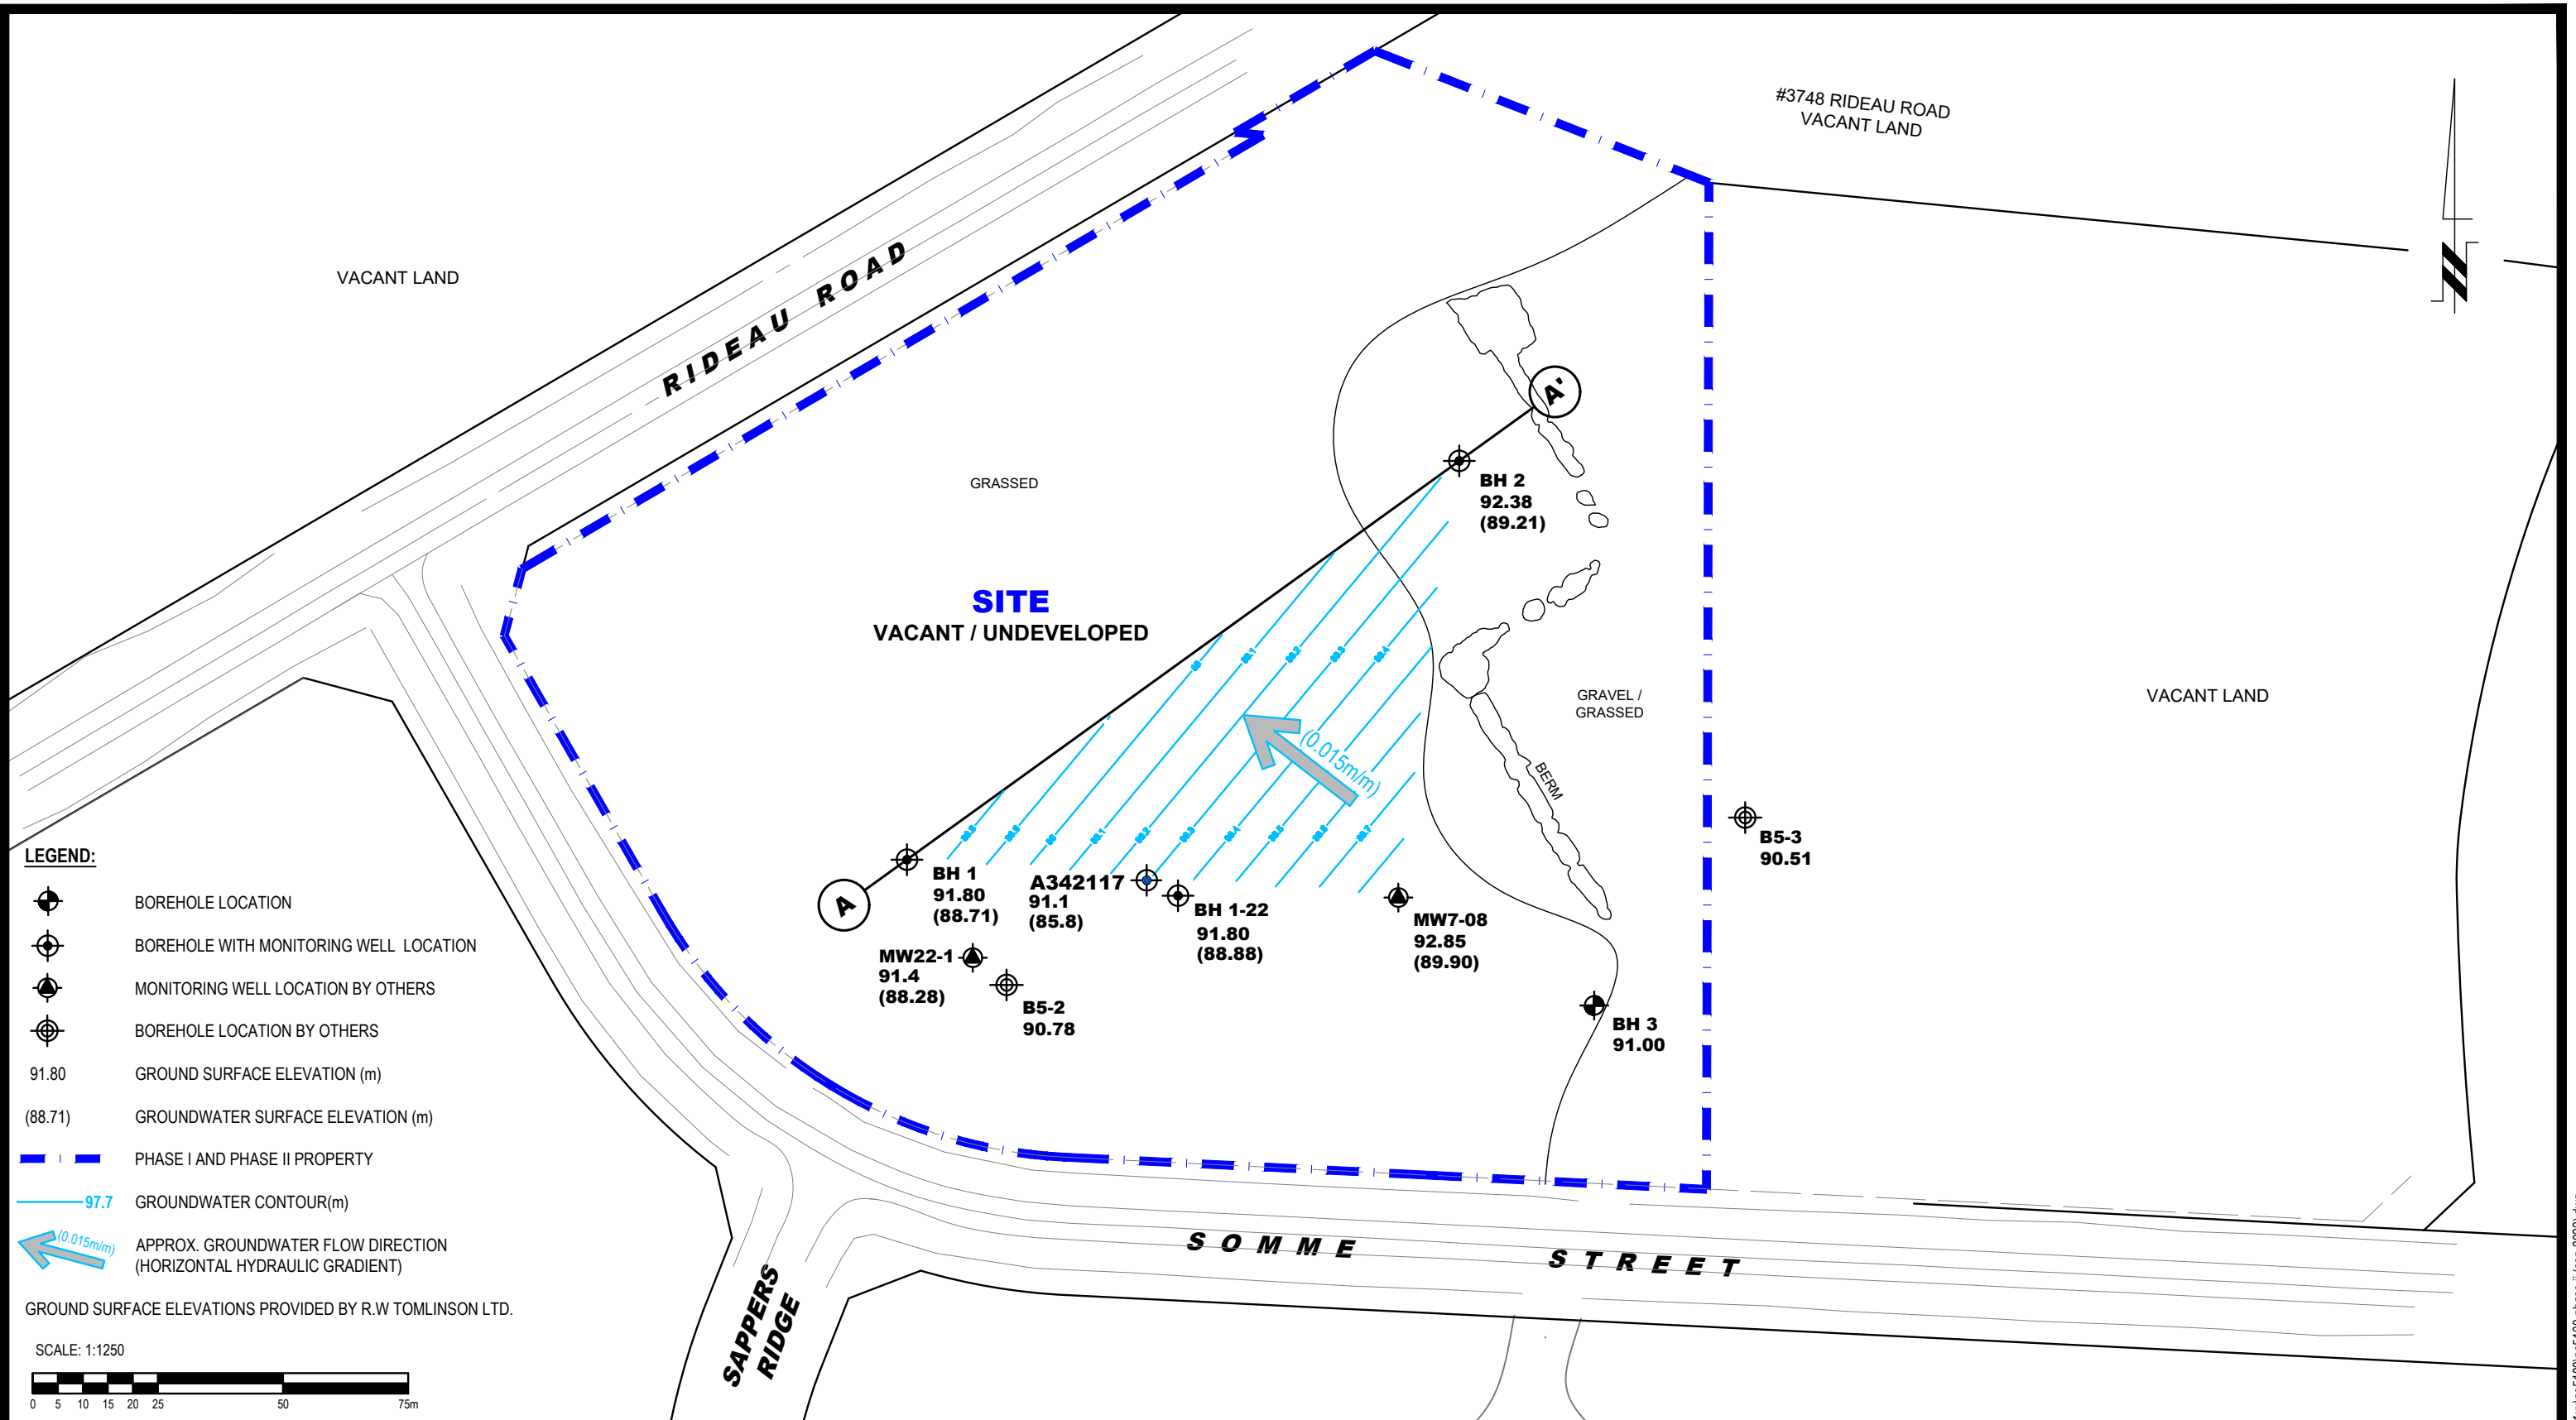 #3748 RIDEAU ROAD
VACANT LAND
VACANT LAND
RIDEAU ROAD
A'
GRASSED
BH 2
92.38
(89.21)
SITE
VACANT / UNDEVELOPED
GRAVEL /
GRASSED
VACANT LAND
(0.015m/m)
BERM
B5-3
90.51
A
BH 1
91.80
(88.71)
A342117
91.1
(85.8)
BH 1-22
91.80
(88.88)
MW7-08
92.85
(89.90)
MW22-1
91.4
(88.28)
B5-2
90.78
BH 3
91.00
SOMME STREET
SAPPERS
RIDGE
LEGEND:
BOREHOLE LOCATION
BOREHOLE WITH MONITORING WELL LOCATION
MONITORING WELL LOCATION BY OTHERS
BOREHOLE LOCATION BY OTHERS
91.80 GROUND SURFACE ELEVATION (m)
(88.71) GROUNDWATER SURFACE ELEVATION (m)
PHASE I AND PHASE II PROPERTY
97.7 GROUNDWATER CONTOUR(m)
(0.015m/m) APPROX. GROUNDWATER FLOW DIRECTION
(HORIZONTAL HYDRAULIC GRADIENT)
GROUND SURFACE ELEVATIONS PROVIDED BY R.W TOMLINSON LTD.
SCALE: 1:1250
0 5 10 15 20 25 50 75m